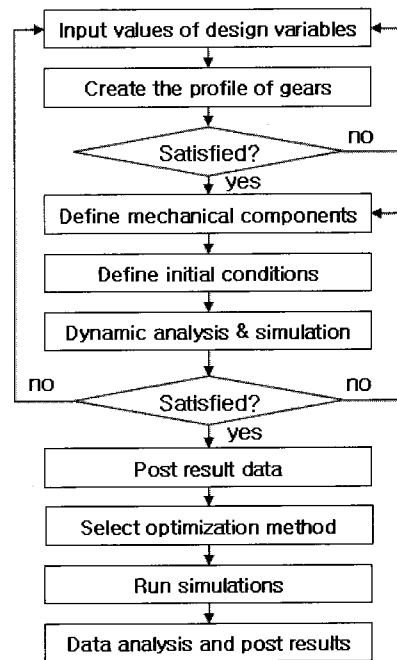 Input values of design variables
Create the profile of gears
no
Satisfied?
yes
Define mechanical components
Define initial conditions
Dynamic analysis & simulation
no
no
Satisfied?
yes
Post result data
Select optimization method
Run simulations
Data analysis and post results